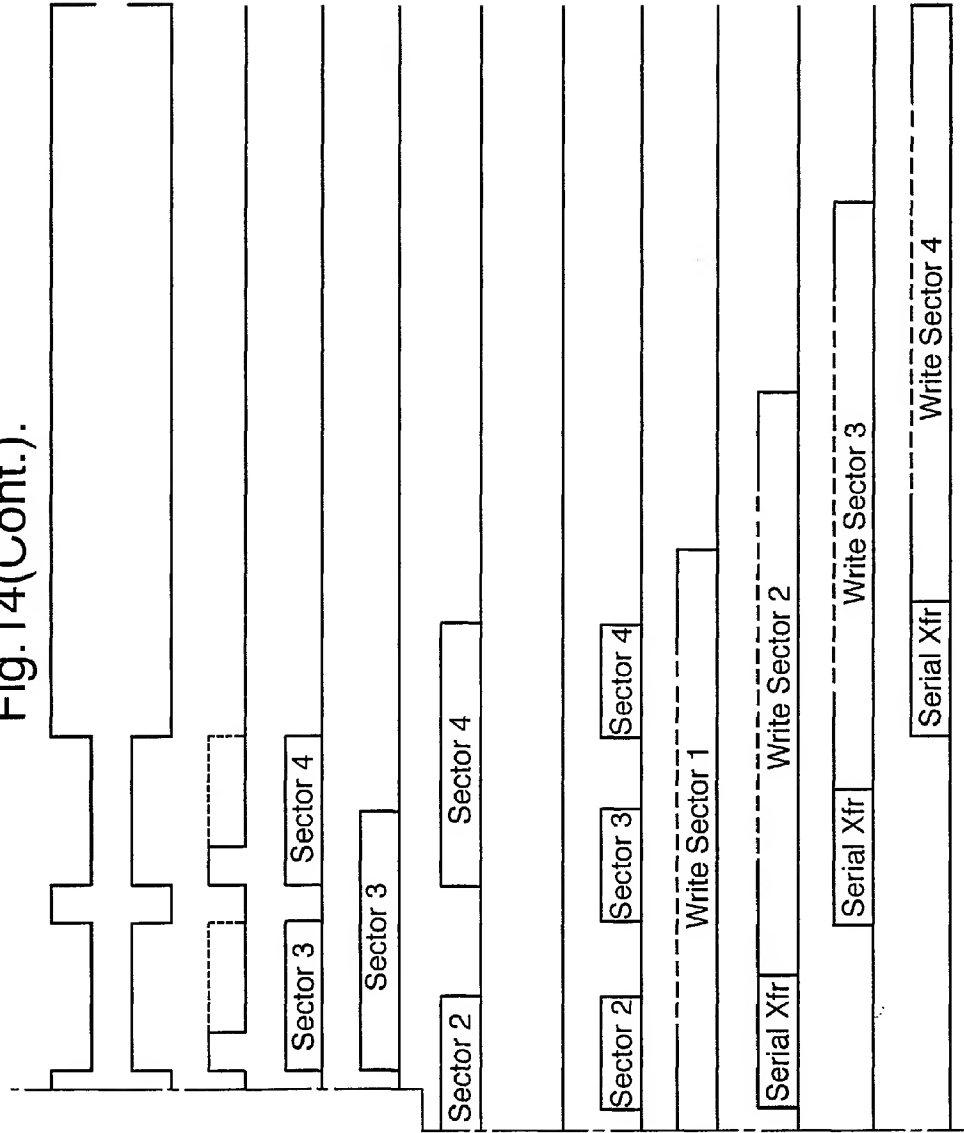 Fig. 14(Cont.).
Sector 3
Sector 4
Sector 3
Sector 2
Sector 4
Sector 2
Sector 3
Sector 4
Write Sector 1
Serial Xfr
Write Sector 2
Serial Xfr
Write Sector 3
Serial Xfr
Write Sector 4